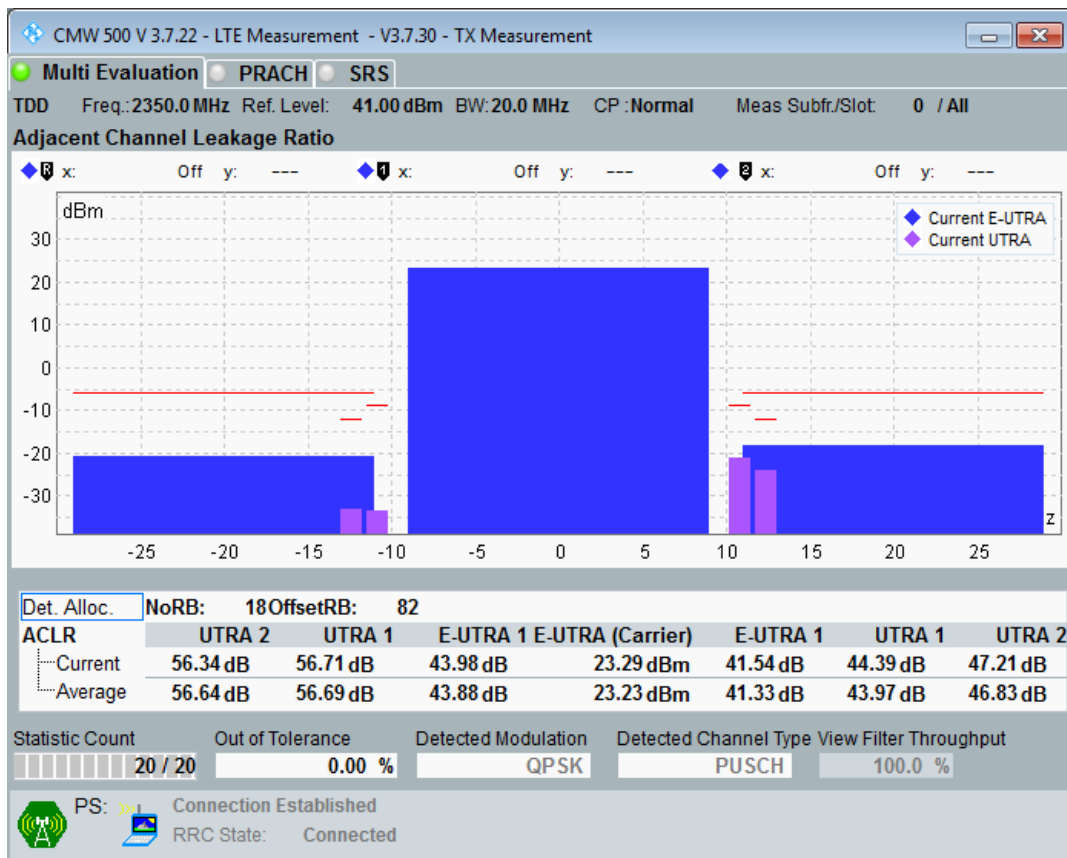 CMW 500 V 3.7.22 - LTE Measurement - V3.7.30 - TX Measurement
Multi Evaluation PRACH SRS
TDD Freq.: 2350.0 MHz Ref. Level: 41.00 dBm BW: 20.0 MHz CP : Normal Meas Subfr./Slot: 0 / All
Adjacent Channel Leakage Ratio
R x: Off y: --- 1 x: Off y: --- 2 x: Off y: ---
dBm
Current E-UTRA
Current UTRA
30
20
10
0
-10
-20
-30
z
-25 -20 -15 -10 -5 0 5 10 15 20 25
Det. Alloc. NoRB: 18 OffsetRB: 82
ACLR UTRA 2 UTRA 1 E-UTRA 1 E-UTRA (Carrier) E-UTRA 1 UTRA 1 UTRA 2
Current 56.34 dB 56.71 dB 43.98 dB 23.29 dBm 41.54 dB 44.39 dB 47.21 dB
Average 56.64 dB 56.69 dB 43.88 dB 23.23 dBm 41.33 dB 43.97 dB 46.83 dB
Statistic Count Out of Tolerance Detected Modulation Detected Channel Type View Filter Throughput
20 / 20 0.00 % QPSK PUSCH 100.0 %
PS: Connection Established
RRC State: Connected